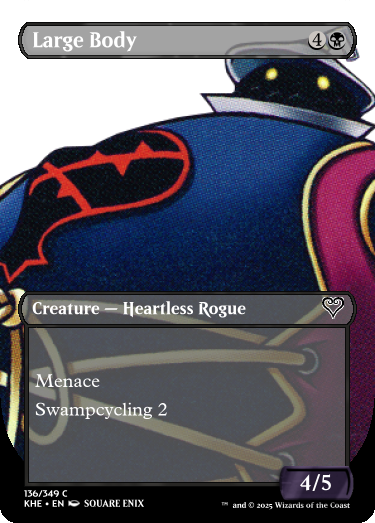 Large Body 4
Creature — Heartless Rogue
Menace
Swampcycling 2
4/5
136/349 C
KHE • EN SQUARE ENIX
™ and © 2025 Wizards of the Coast